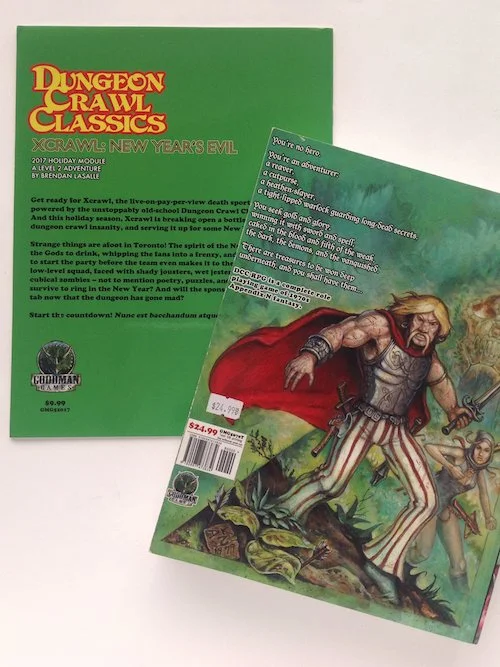 DUNGEON
CRAWL
CLASSICS
XCRAWL: NEW YEAR'S EVIL
2017 HOLIDAY MODULE
A LEVEL 2 ADVENTURE
BY BRENDAN LASALLE
Get ready for Xcrawl, the live-on-pay-per-view death sport
powered by the unstoppably old-school Dungeon Crawl
And this holiday season, Xcrawl is breaking open a bottle
dungeon crawl insanity, and serving it up for some New
Strange things are afoot in Toronto! The spirit of the
the Gods to drink, whipping the fans into a frenzy, and
to start the party before the team even makes it to the
low-level squad, faced with shady jousters, wet jesters
cubical zombies – not to mention poetry, puzzles, and
survive to ring in the New Year? And will the
tab now that the dungeon has gone mad?
Start the countdown! Nunc est bacchandum
GOODMAN
GAMES
$9.99
GMG52017
You're no hero.
You're an adventurer:
a reaver,
a cutpurse,
a heathen-slayer,
a tight-lipped warlock guarding long-dead secrets.
You seek gold and glory,
winning it with sword and spell,
caked in the blood and filth of the weak,
the dark, the demons, and the vanquished.
There are treasures to be won deep
underneath, and you shall have them...
DCC RPG is a complete role
playing game of 1970s
Appendix N fantasy.
$24.99
$24.99
GOODMAN
GAMES